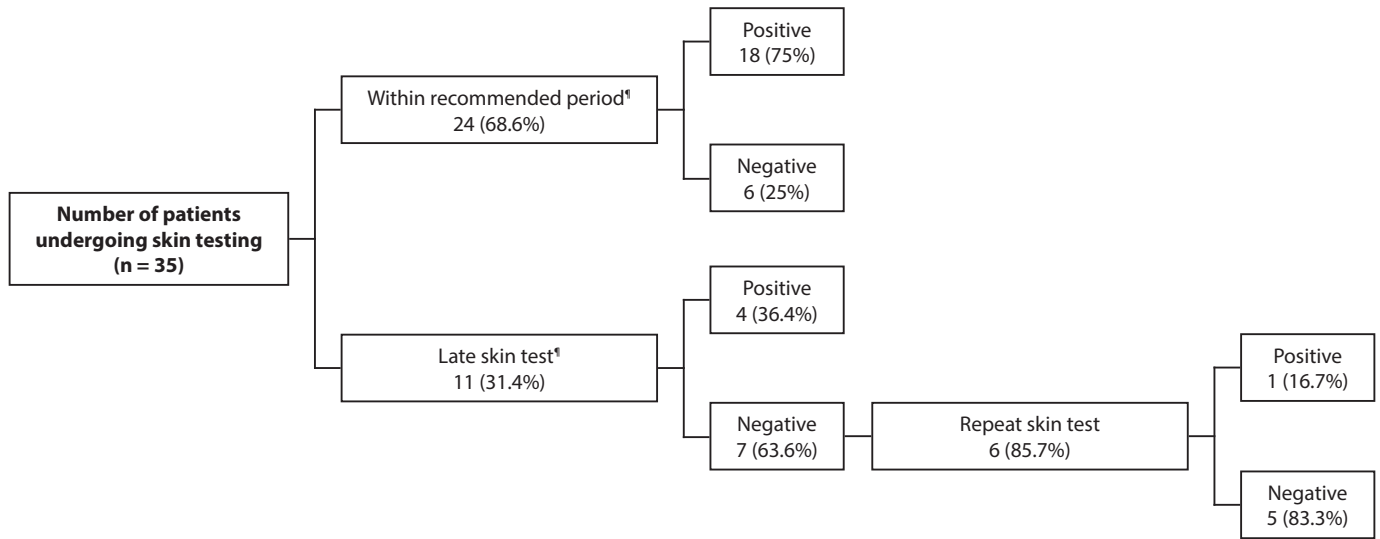 Number of patients
undergoing skin testing
(n = 35)
Within recommended period¶
24 (68.6%)
Positive
18 (75%)
Negative
6 (25%)
Late skin test¶
11 (31.4%)
Positive
4 (36.4%)
Negative
7 (63.6%)
Repeat skin test
6 (85.7%)
Positive
1 (16.7%)
Negative
5 (83.3%)